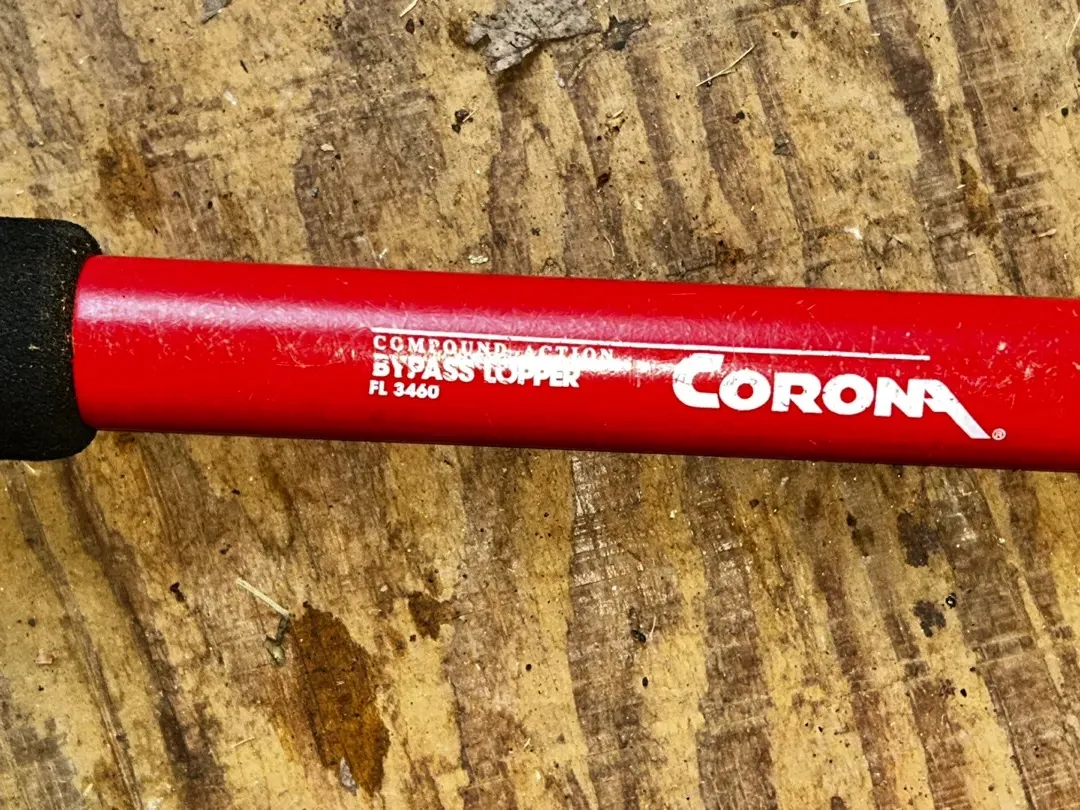 COMPOUND ACTION
BYPASS LOPPER
FL 3460
CORONA®